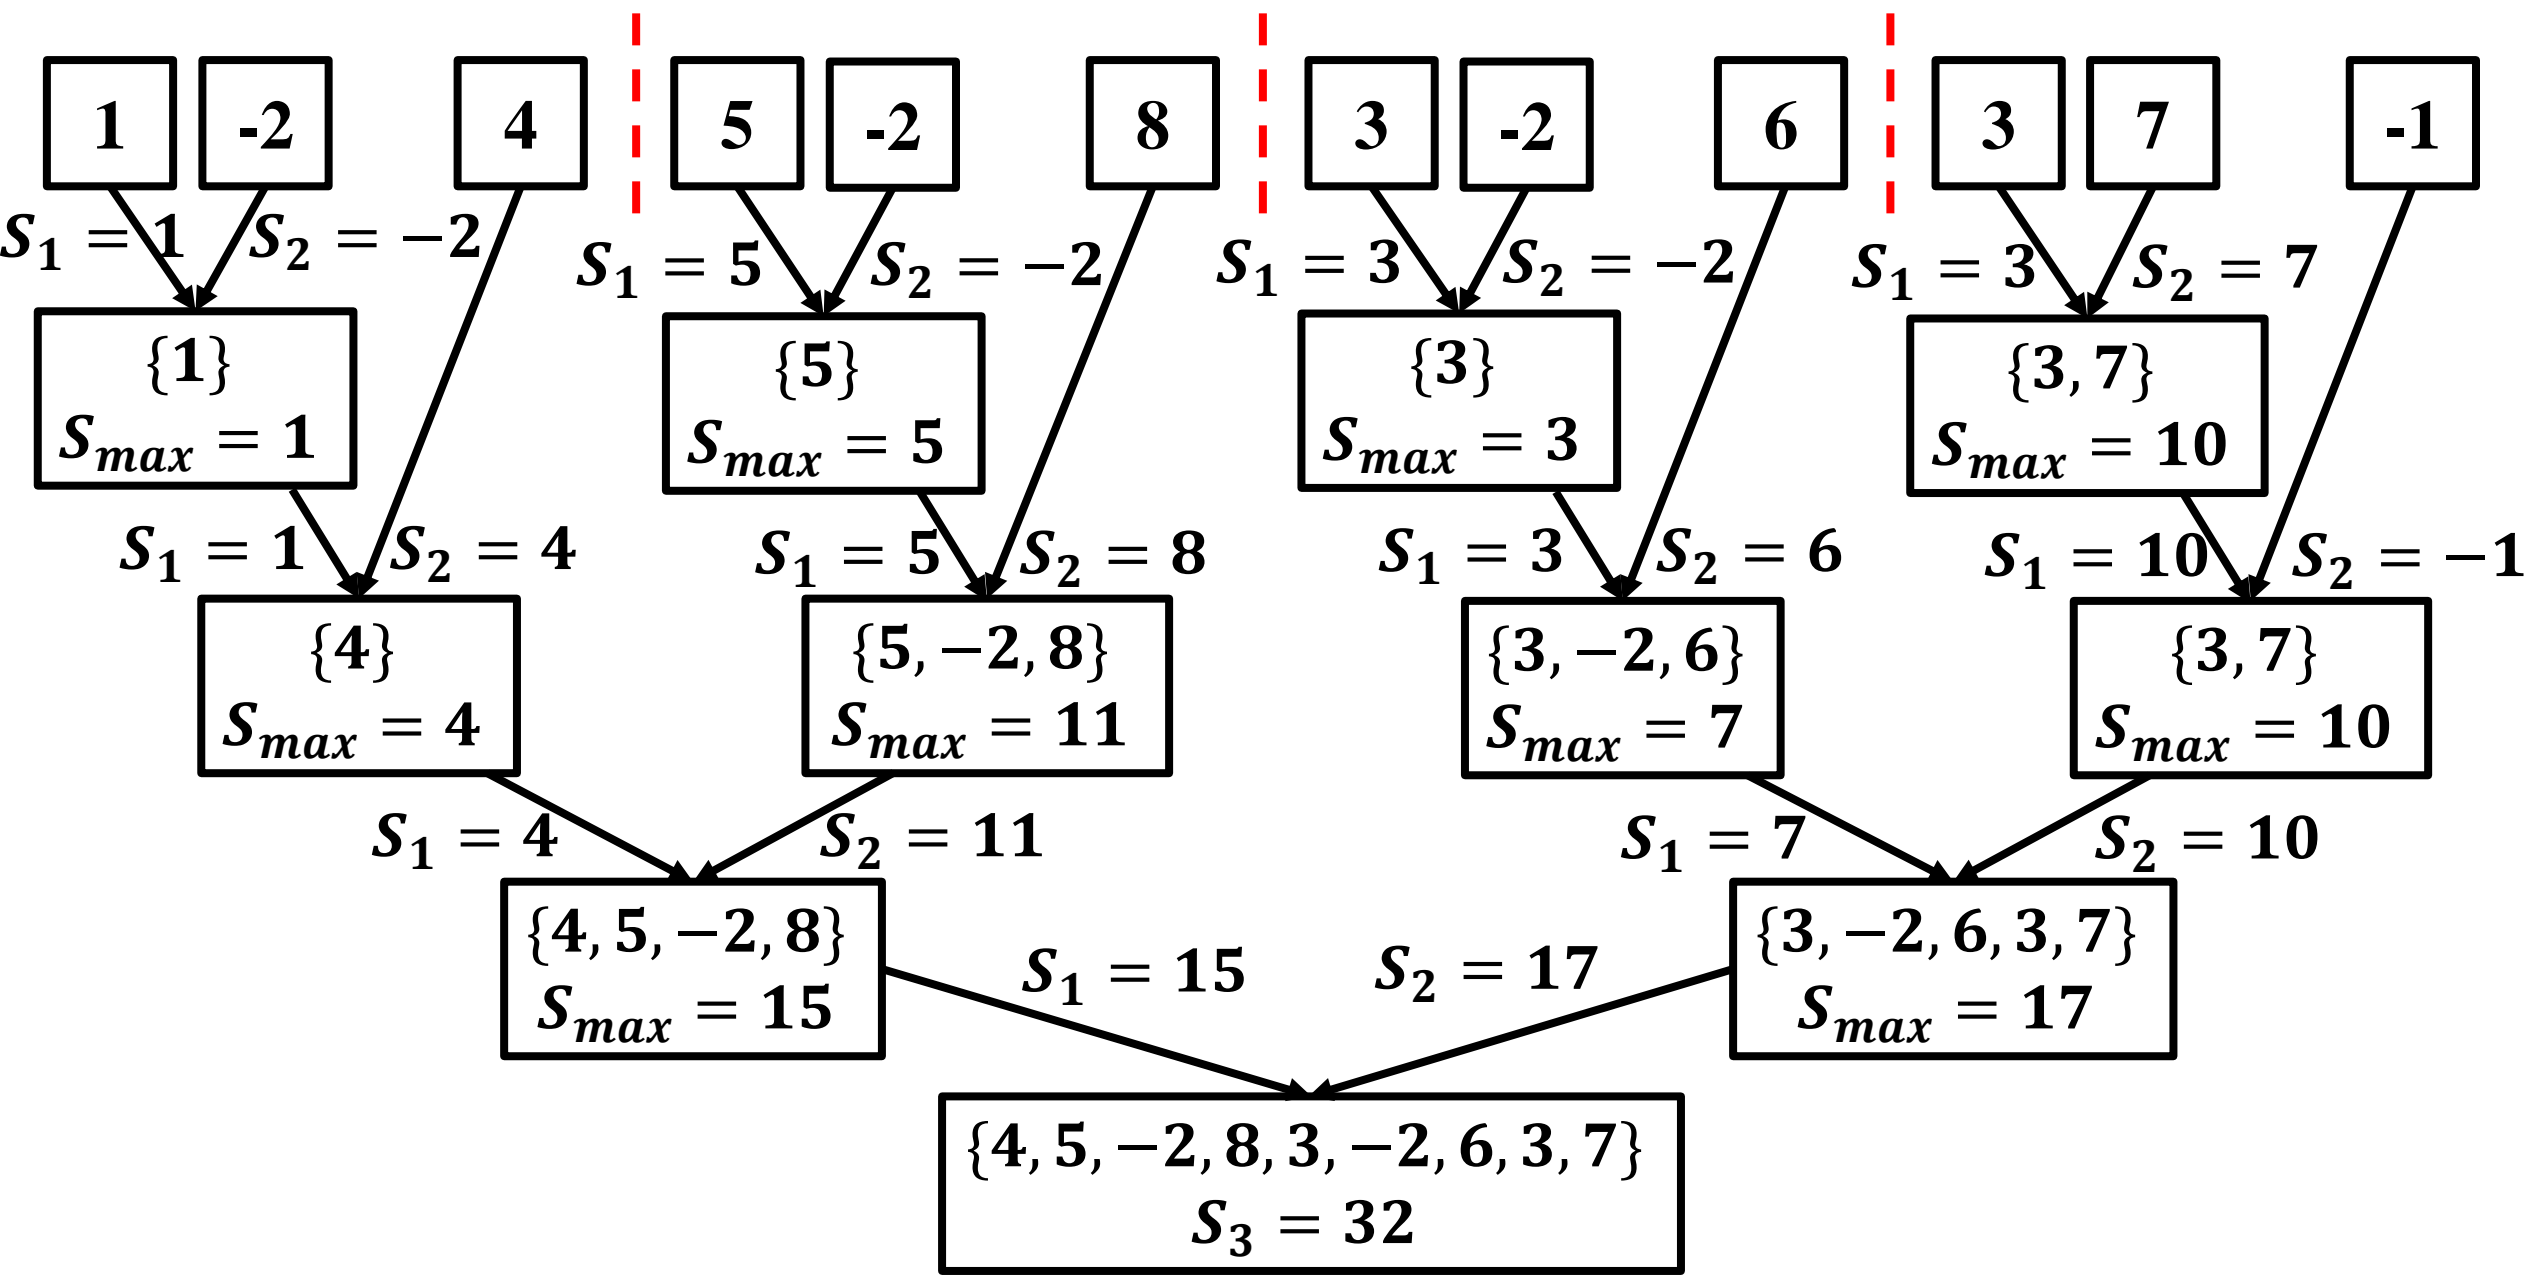 1 -2 4 5 -2 8 3 -2 6 3 7 -1
S₁ = 1 S₂ = −2 S₁ = 5 S₂ = −2 S₁ = 3 S₂ = −2 S₁ = 3 S₂ = 7
{1} {5} {3} {3, 7}
Sₘₐₓ = 1 Sₘₐₓ = 5 Sₘₐₓ = 3 Sₘₐₓ = 10
S₁ = 1 S₂ = 4 S₁ = 5 S₂ = 8 S₁ = 3 S₂ = 6 S₁ = 10 S₂ = −1
{4} {5, −2, 8} {3, −2, 6} {3, 7}
Sₘₐₓ = 4 Sₘₐₓ = 11 Sₘₐₓ = 7 Sₘₐₓ = 10
S₁ = 4 S₂ = 11 S₁ = 7 S₂ = 10
{4, 5, −2, 8} {3, −2, 6, 3, 7}
S₁ = 15 S₂ = 17
Sₘₐₓ = 15 Sₘₐₓ = 17
{4, 5, −2, 8, 3, −2, 6, 3, 7}
S₃ = 32